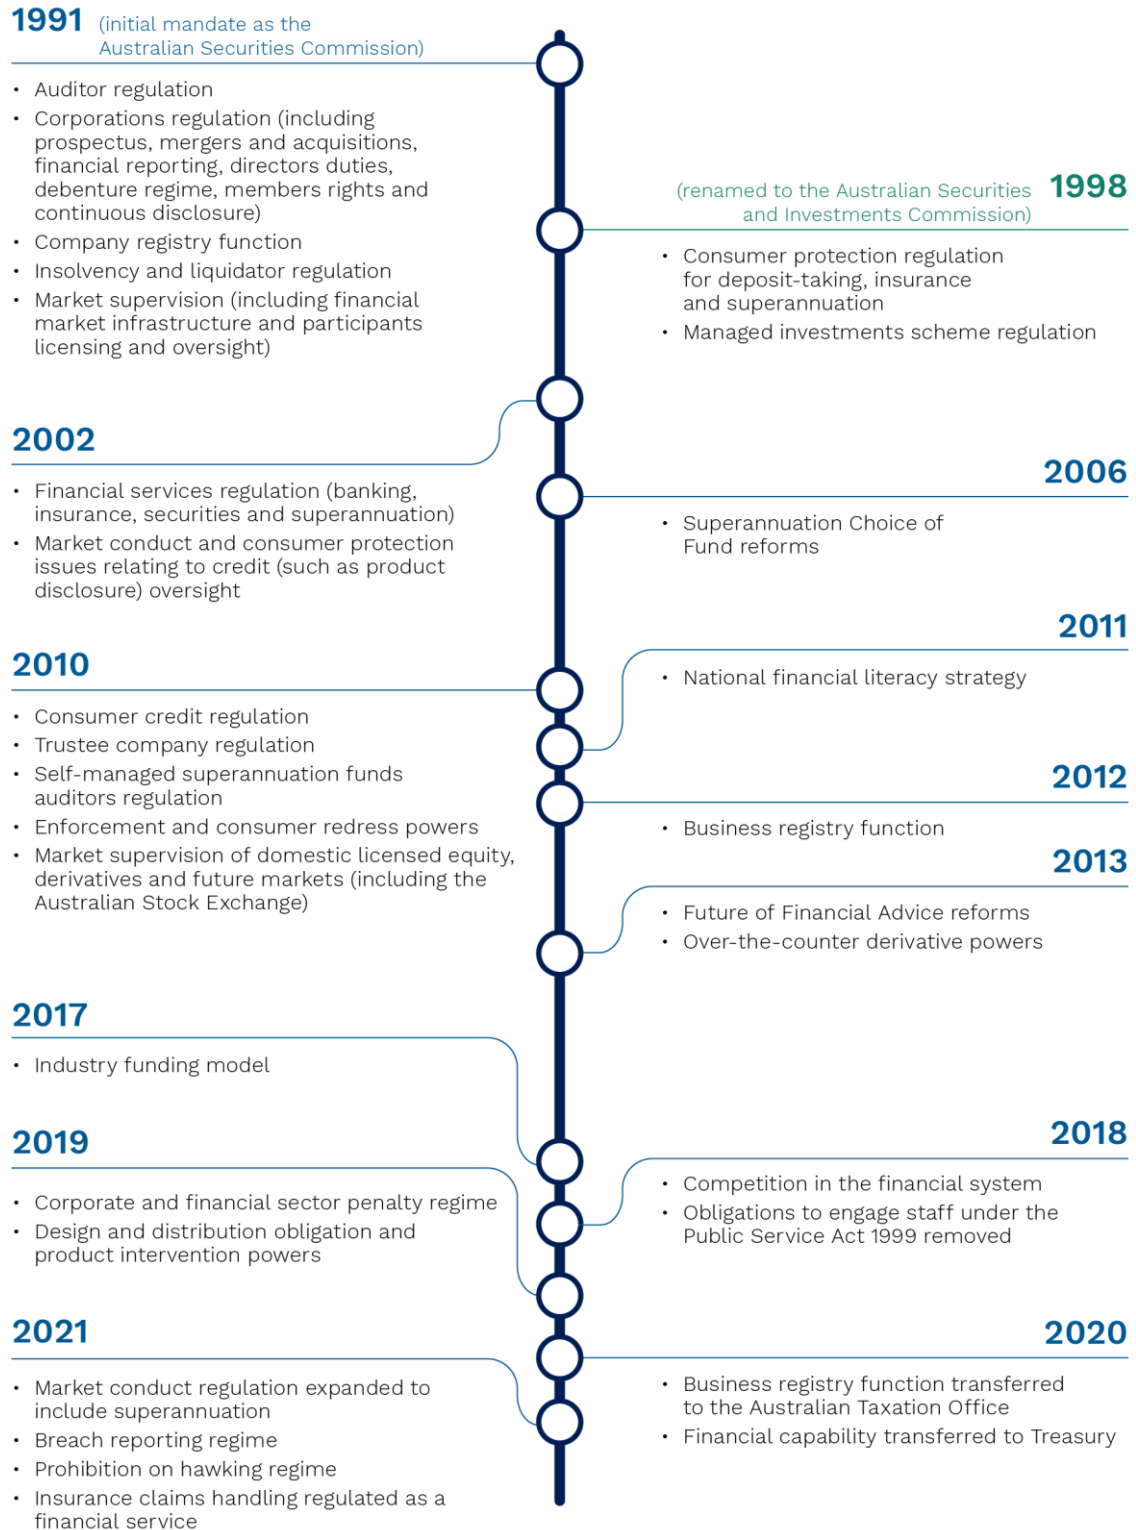 1991 (initial mandate as the
Australian Securities Commission)
• Auditor regulation
• Corporations regulation (including
prospectus, mergers and acquisitions,
financial reporting, directors duties,
debenture regime, members rights and
continuous disclosure)
• Company registry function
• Insolvency and liquidator regulation
• Market supervision (including financial
market infrastructure and participants
licensing and oversight)
(renamed to the Australian Securities 1998
and Investments Commission)
• Consumer protection regulation
for deposit-taking, insurance
and superannuation
• Managed investments scheme regulation
2002
• Financial services regulation (banking,
insurance, securities and superannuation)
• Market conduct and consumer protection
issues relating to credit (such as product
disclosure) oversight
2006
• Superannuation Choice of
Fund reforms
2010
• Consumer credit regulation
• Trustee company regulation
• Self-managed superannuation funds
auditors regulation
• Enforcement and consumer redress powers
• Market supervision of domestic licensed equity,
derivatives and future markets (including the
Australian Stock Exchange)
2011
• National financial literacy strategy
2012
• Business registry function
2013
• Future of Financial Advice reforms
• Over-the-counter derivative powers
2017
• Industry funding model
2018
• Competition in the financial system
• Obligations to engage staff under the
Public Service Act 1999 removed
2019
• Corporate and financial sector penalty regime
• Design and distribution obligation and
product intervention powers
2020
• Business registry function transferred
to the Australian Taxation Office
• Financial capability transferred to Treasury
2021
• Market conduct regulation expanded to
include superannuation
• Breach reporting regime
• Prohibition on hawking regime
• Insurance claims handling regulated as a
financial service